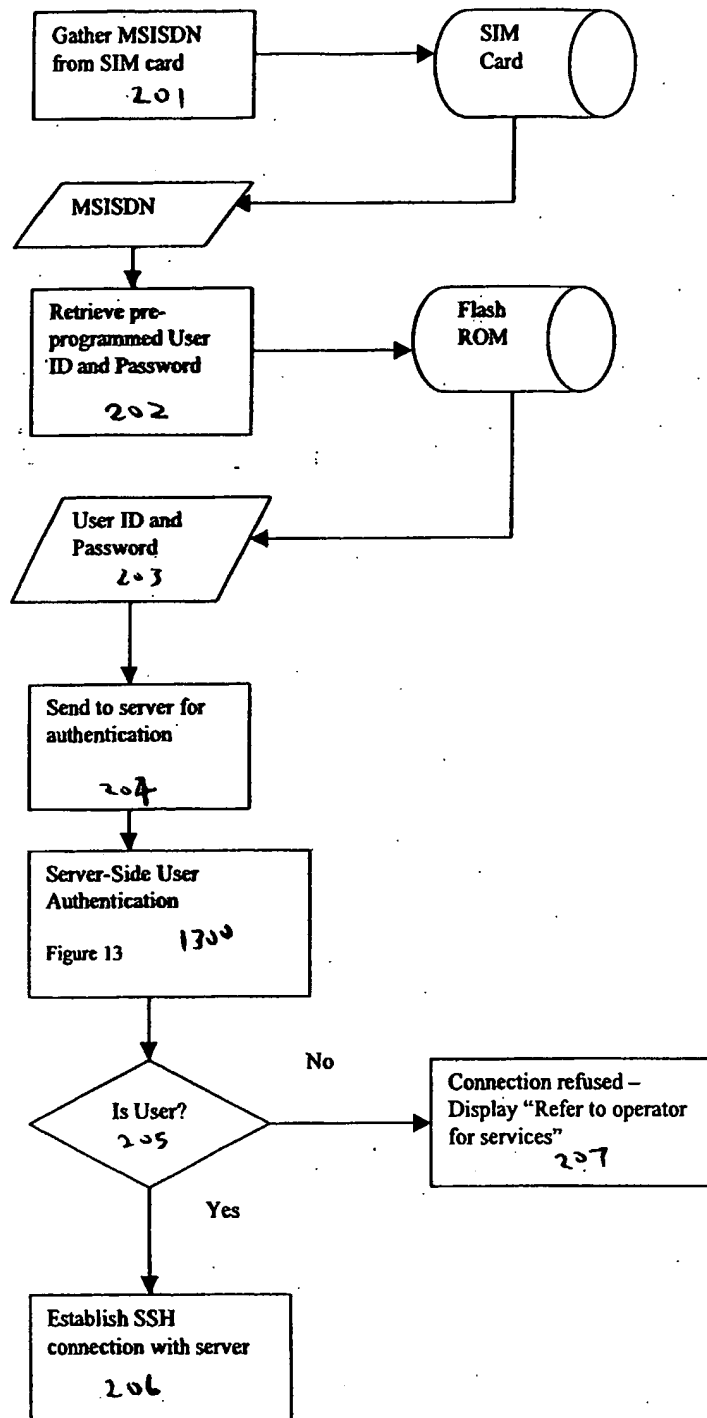 Gather MSISDN
from SIM card
201
SIM
Card
MSISDN
Retrieve pre-
programmed User
ID and Password
202
Flash
ROM
User ID and
Password
203
Send to server for
authentication
204
Server-Side User
Authentication
Figure 13
1300
Is User?
205
No
Connection refused –
Display “Refer to operator
for services”
207
Yes
Establish SSH
connection with server
206